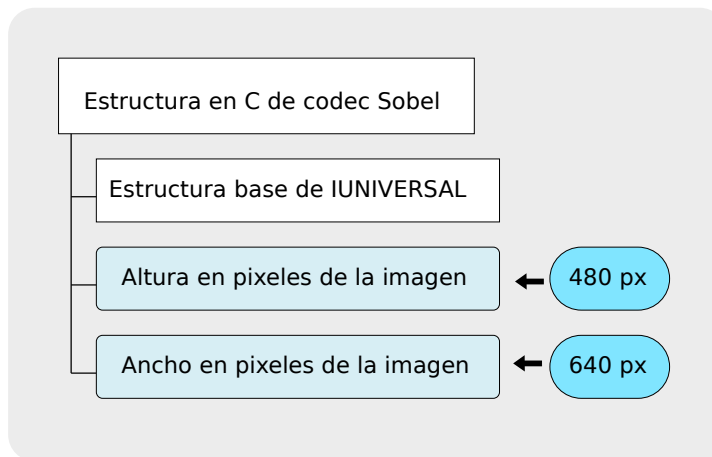 Estructura en C de codec Sobel
Estructura base de IUNIVERSAL
Altura en pixeles de la imagen
480 px
Ancho en pixeles de la imagen
640 px